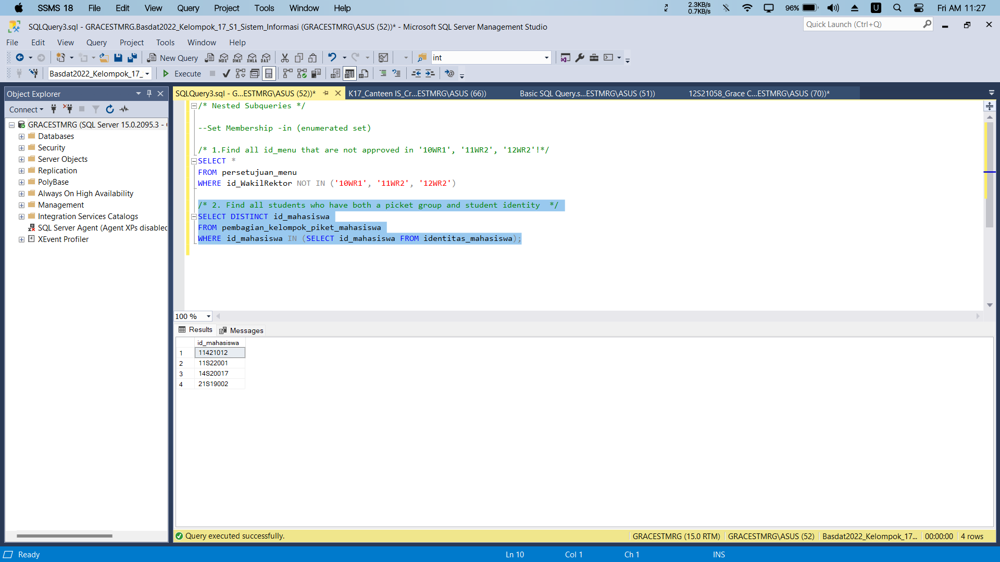 SSMS 18 File Edit View Query Project Tools Window Help 2.3KB/s 0.7KB/s 96% U Fri AM 11:27
SQLQuery3.sql - GRACESTMRG.Basdat2022_Kelompok_17_S1_Sistem_Informasi (GRACESTMRG\ASUS (52))* - Microsoft SQL Server Management Studio
Quick Launch (Ctrl+Q)
File Edit View Query Project Tools Window Help
New Query MDX DMX XMLA DAX int
Basdat2022_Kelompok_17_ Execute
Object Explorer
Connect
GRACESTMRG (SQL Server 15.0.2095.3 -
Databases
Security
Server Objects
Replication
PolyBase
Always On High Availability
Management
Integration Services Catalogs
SQL Server Agent (Agent XPs disabled
XEvent Profiler
SQLQuery3.sql - G...ESTMRG\ASUS (52))* K17_Canteen IS_Cr...ESTMRG\ASUS (66)) Basic SQL Query.s...ESTMRG\ASUS (51)) 12S21058_Grace C...ESTMRG\ASUS (70))*
/* Nested Subqueries */
--Set Membership -in (enumerated set)
/* 1.Find all id_menu that are not approved in '10WR1', '11WR2', '12WR2'!*/
SELECT *
FROM persetujuan_menu
WHERE id_WakilRektor NOT IN ('10WR1', '11WR2', '12WR2')
/* 2. Find all students who have both a picket group and student identity  */
SELECT DISTINCT id_mahasiswa
FROM pembagian_kelompok_piket_mahasiswa
WHERE id_mahasiswa IN (SELECT id_mahasiswa FROM identitas_mahasiswa);
100 %
Results Messages
id_mahasiswa
1 11421012
2 11S22001
3 14S20017
4 21S19002
Query executed successfully. GRACESTMRG (15.0 RTM) GRACESTMRG\ASUS (52) Basdat2022_Kelompok_17... 00:00:00 4 rows
Ready Ln 10 Col 1 Ch 1 INS